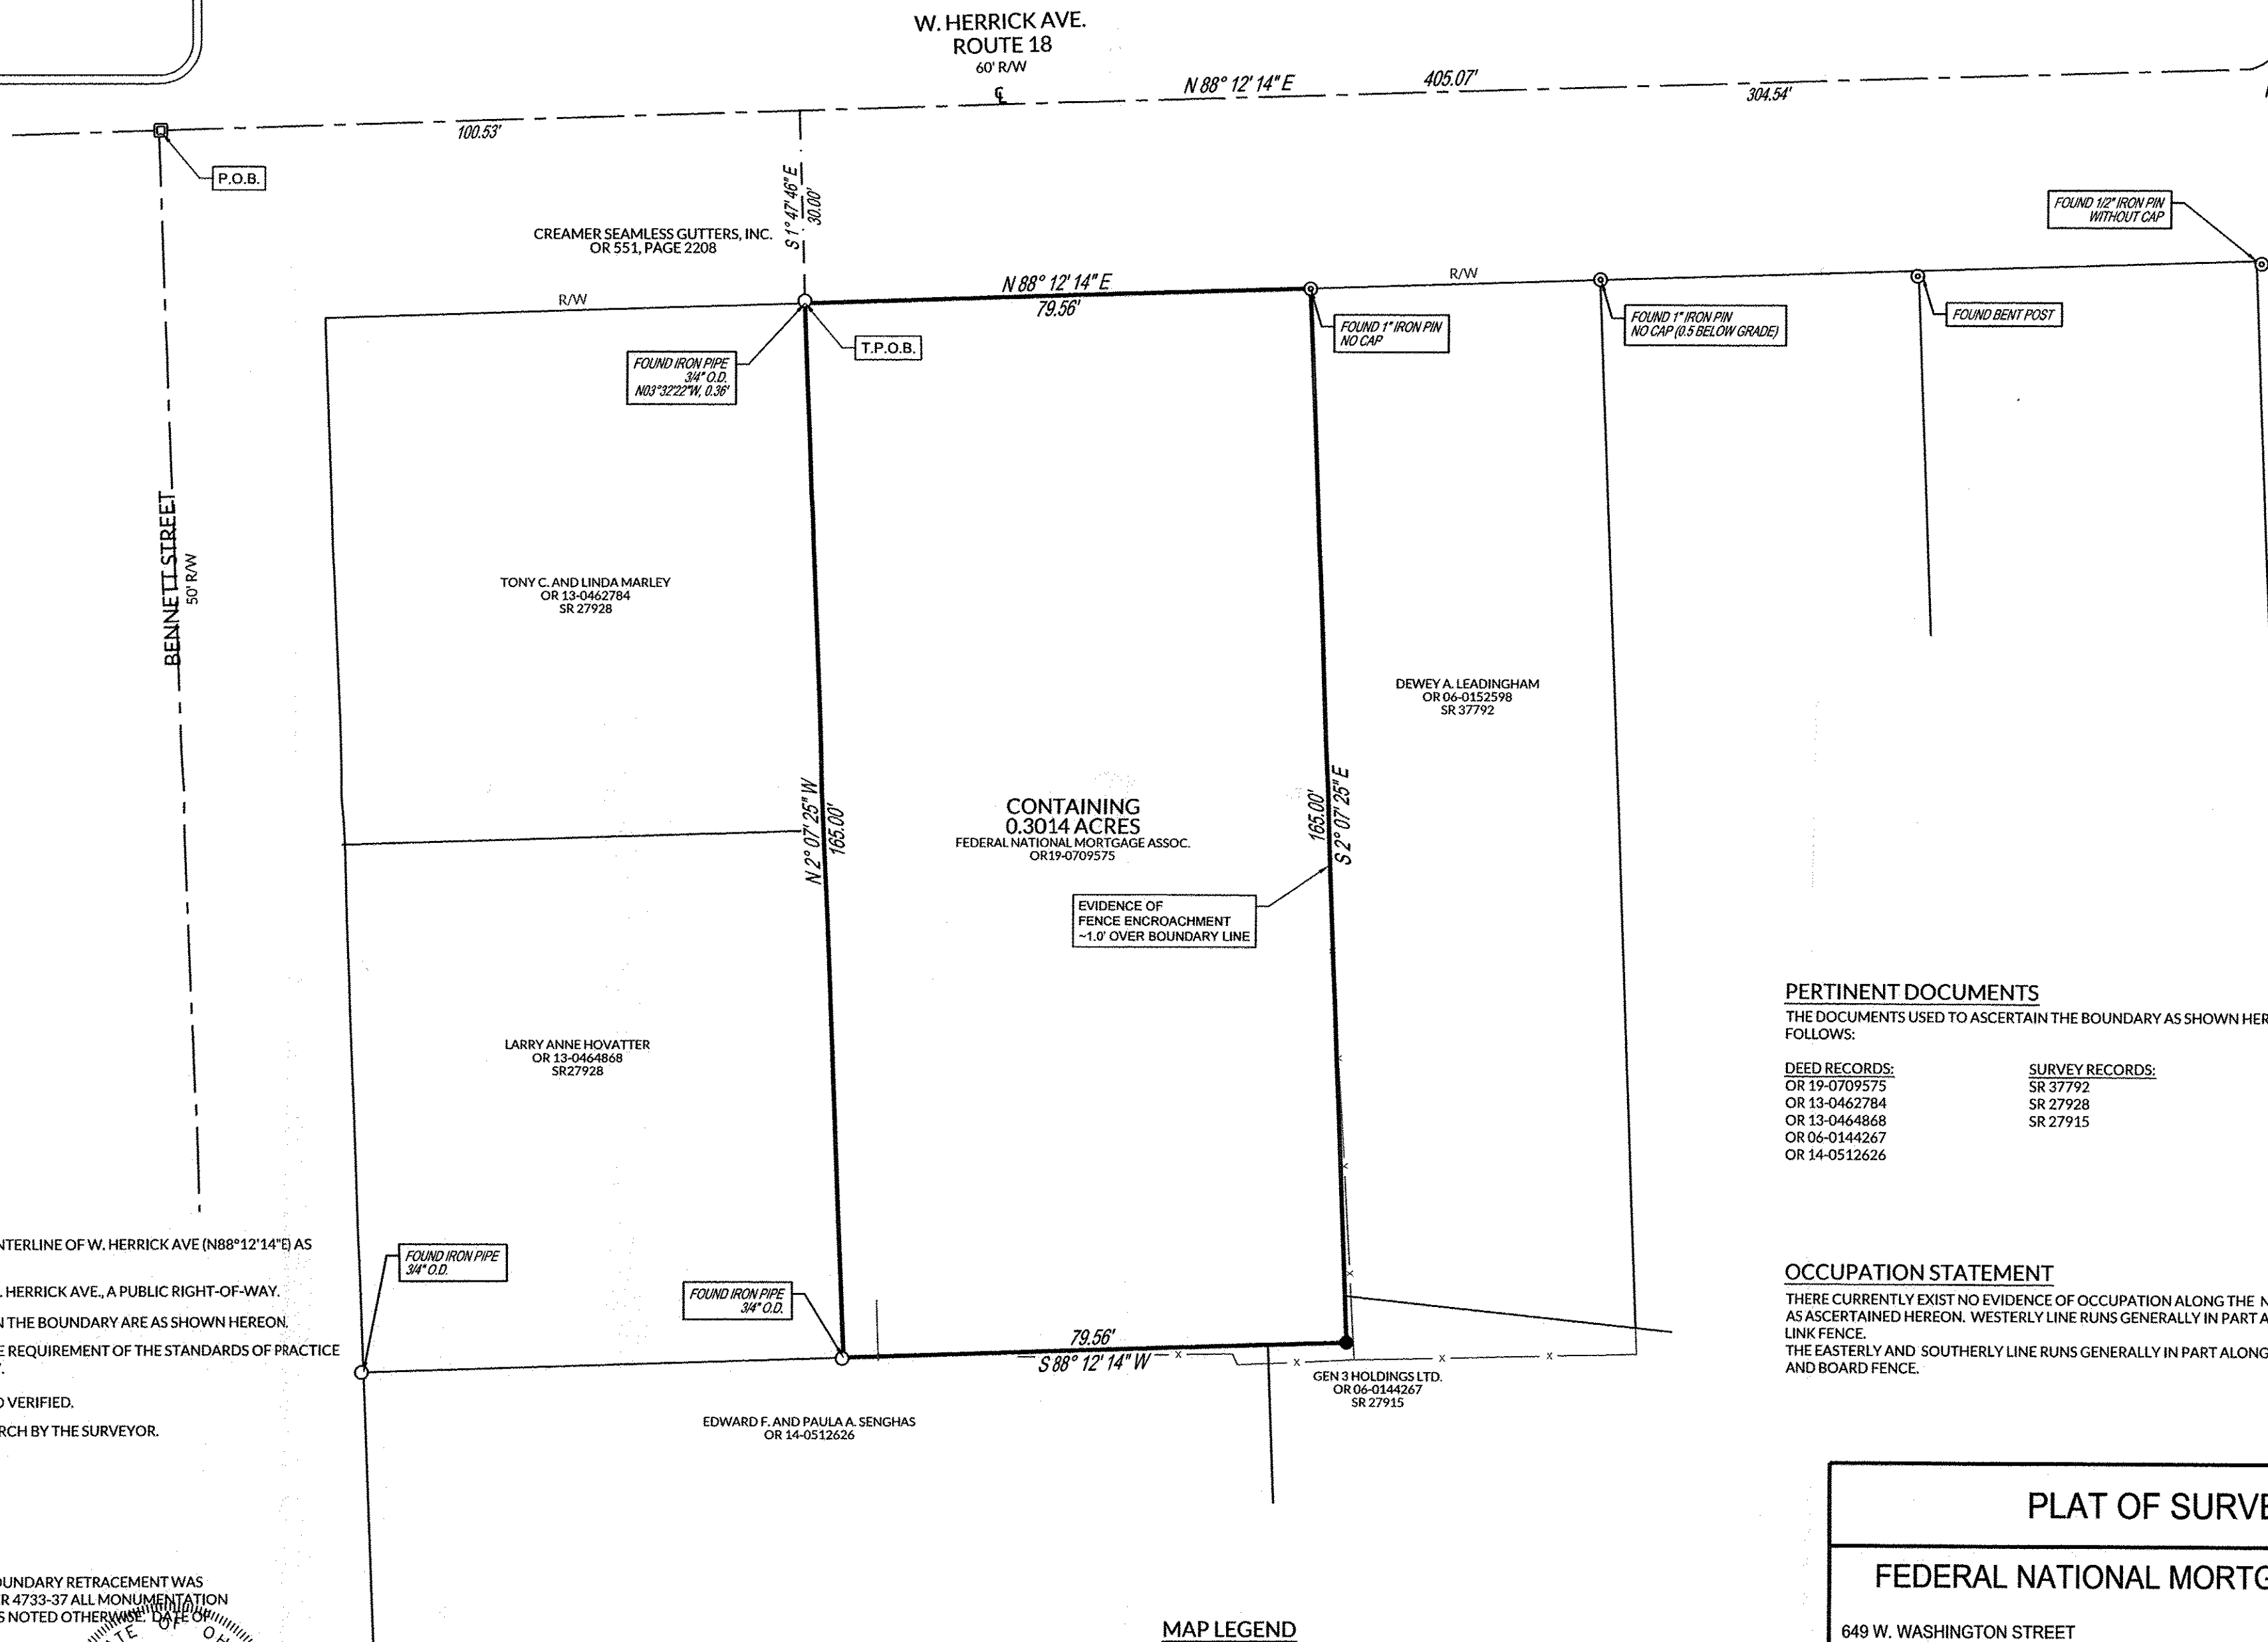 W. HERRICK AVE.
ROUTE 18
60' R/W
℄
N 88° 12' 14" E
405.07'
304.54'
100.53'
P.O.B.
S 1° 47' 46" E
30.00'
CREAMER SEAMLESS GUTTERS, INC.
OR 551, PAGE 2208
FOUND 1/2" IRON PIN
WITHOUT CAP
R/W
N 88° 12' 14" E
79.56'
R/W
FOUND IRON PIPE
3/4" O.D.
N03°32'22"W, 0.36'
T.P.O.B.
FOUND 1" IRON PIN
NO CAP
FOUND 1" IRON PIN
NO CAP (0.5 BELOW GRADE)
FOUND BENT POST
BENNETT STREET
50' R/W
TONY C. AND LINDA MARLEY
OR 13-0462784
SR 27928
DEWEY A. LEADINGHAM
OR 06-0152598
SR 37792
N 2° 07' 25" W
165.00'
CONTAINING
0.3014 ACRES
FEDERAL NATIONAL MORTGAGE ASSOC.
OR19-0709575
165.00'
S 2° 07' 25" E
EVIDENCE OF
FENCE ENCROACHMENT
~1.0' OVER BOUNDARY LINE
LARRY ANNE HOVATTER
OR 13-0464868
SR27928
PERTINENT DOCUMENTS
THE DOCUMENTS USED TO ASCERTAIN THE BOUNDARY AS SHOWN HER
FOLLOWS:
DEED RECORDS:
OR 19-0709575
OR 13-0462784
OR 13-0464868
OR 06-0144267
OR 14-0512626
SURVEY RECORDS:
SR 37792
SR 27928
SR 27915
NTERLINE OF W. HERRICK AVE (N88°12'14"E) AS
. HERRICK AVE., A PUBLIC RIGHT-OF-WAY.
N THE BOUNDARY ARE AS SHOWN HEREON.
E REQUIREMENT OF THE STANDARDS OF PRACTICE
.
D VERIFIED.
RCH BY THE SURVEYOR.
FOUND IRON PIPE
3/4" O.D.
FOUND IRON PIPE
3/4" O.D.
79.56'
S 88° 12' 14" W
x
x
x
x
x
x
x
GEN 3 HOLDINGS LTD.
OR 06-0144267
SR 27915
EDWARD F. AND PAULA A. SENGHAS
OR 14-0512626
OCCUPATION STATEMENT
THERE CURRENTLY EXIST NO EVIDENCE OF OCCUPATION ALONG THE N
AS ASCERTAINED HEREON. WESTERLY LINE RUNS GENERALLY IN PART A
LINK FENCE.
THE EASTERLY AND SOUTHERLY LINE RUNS GENERALLY IN PART ALONG
AND BOARD FENCE.
OUNDARY RETRACEMENT WAS
R 4733-37 ALL MONUMENTATION
S NOTED OTHERWISE. DATE OF
TE OF OH
MAP LEGEND
PLAT OF SURVE
FEDERAL NATIONAL MORTG
649 W. WASHINGTON STREET